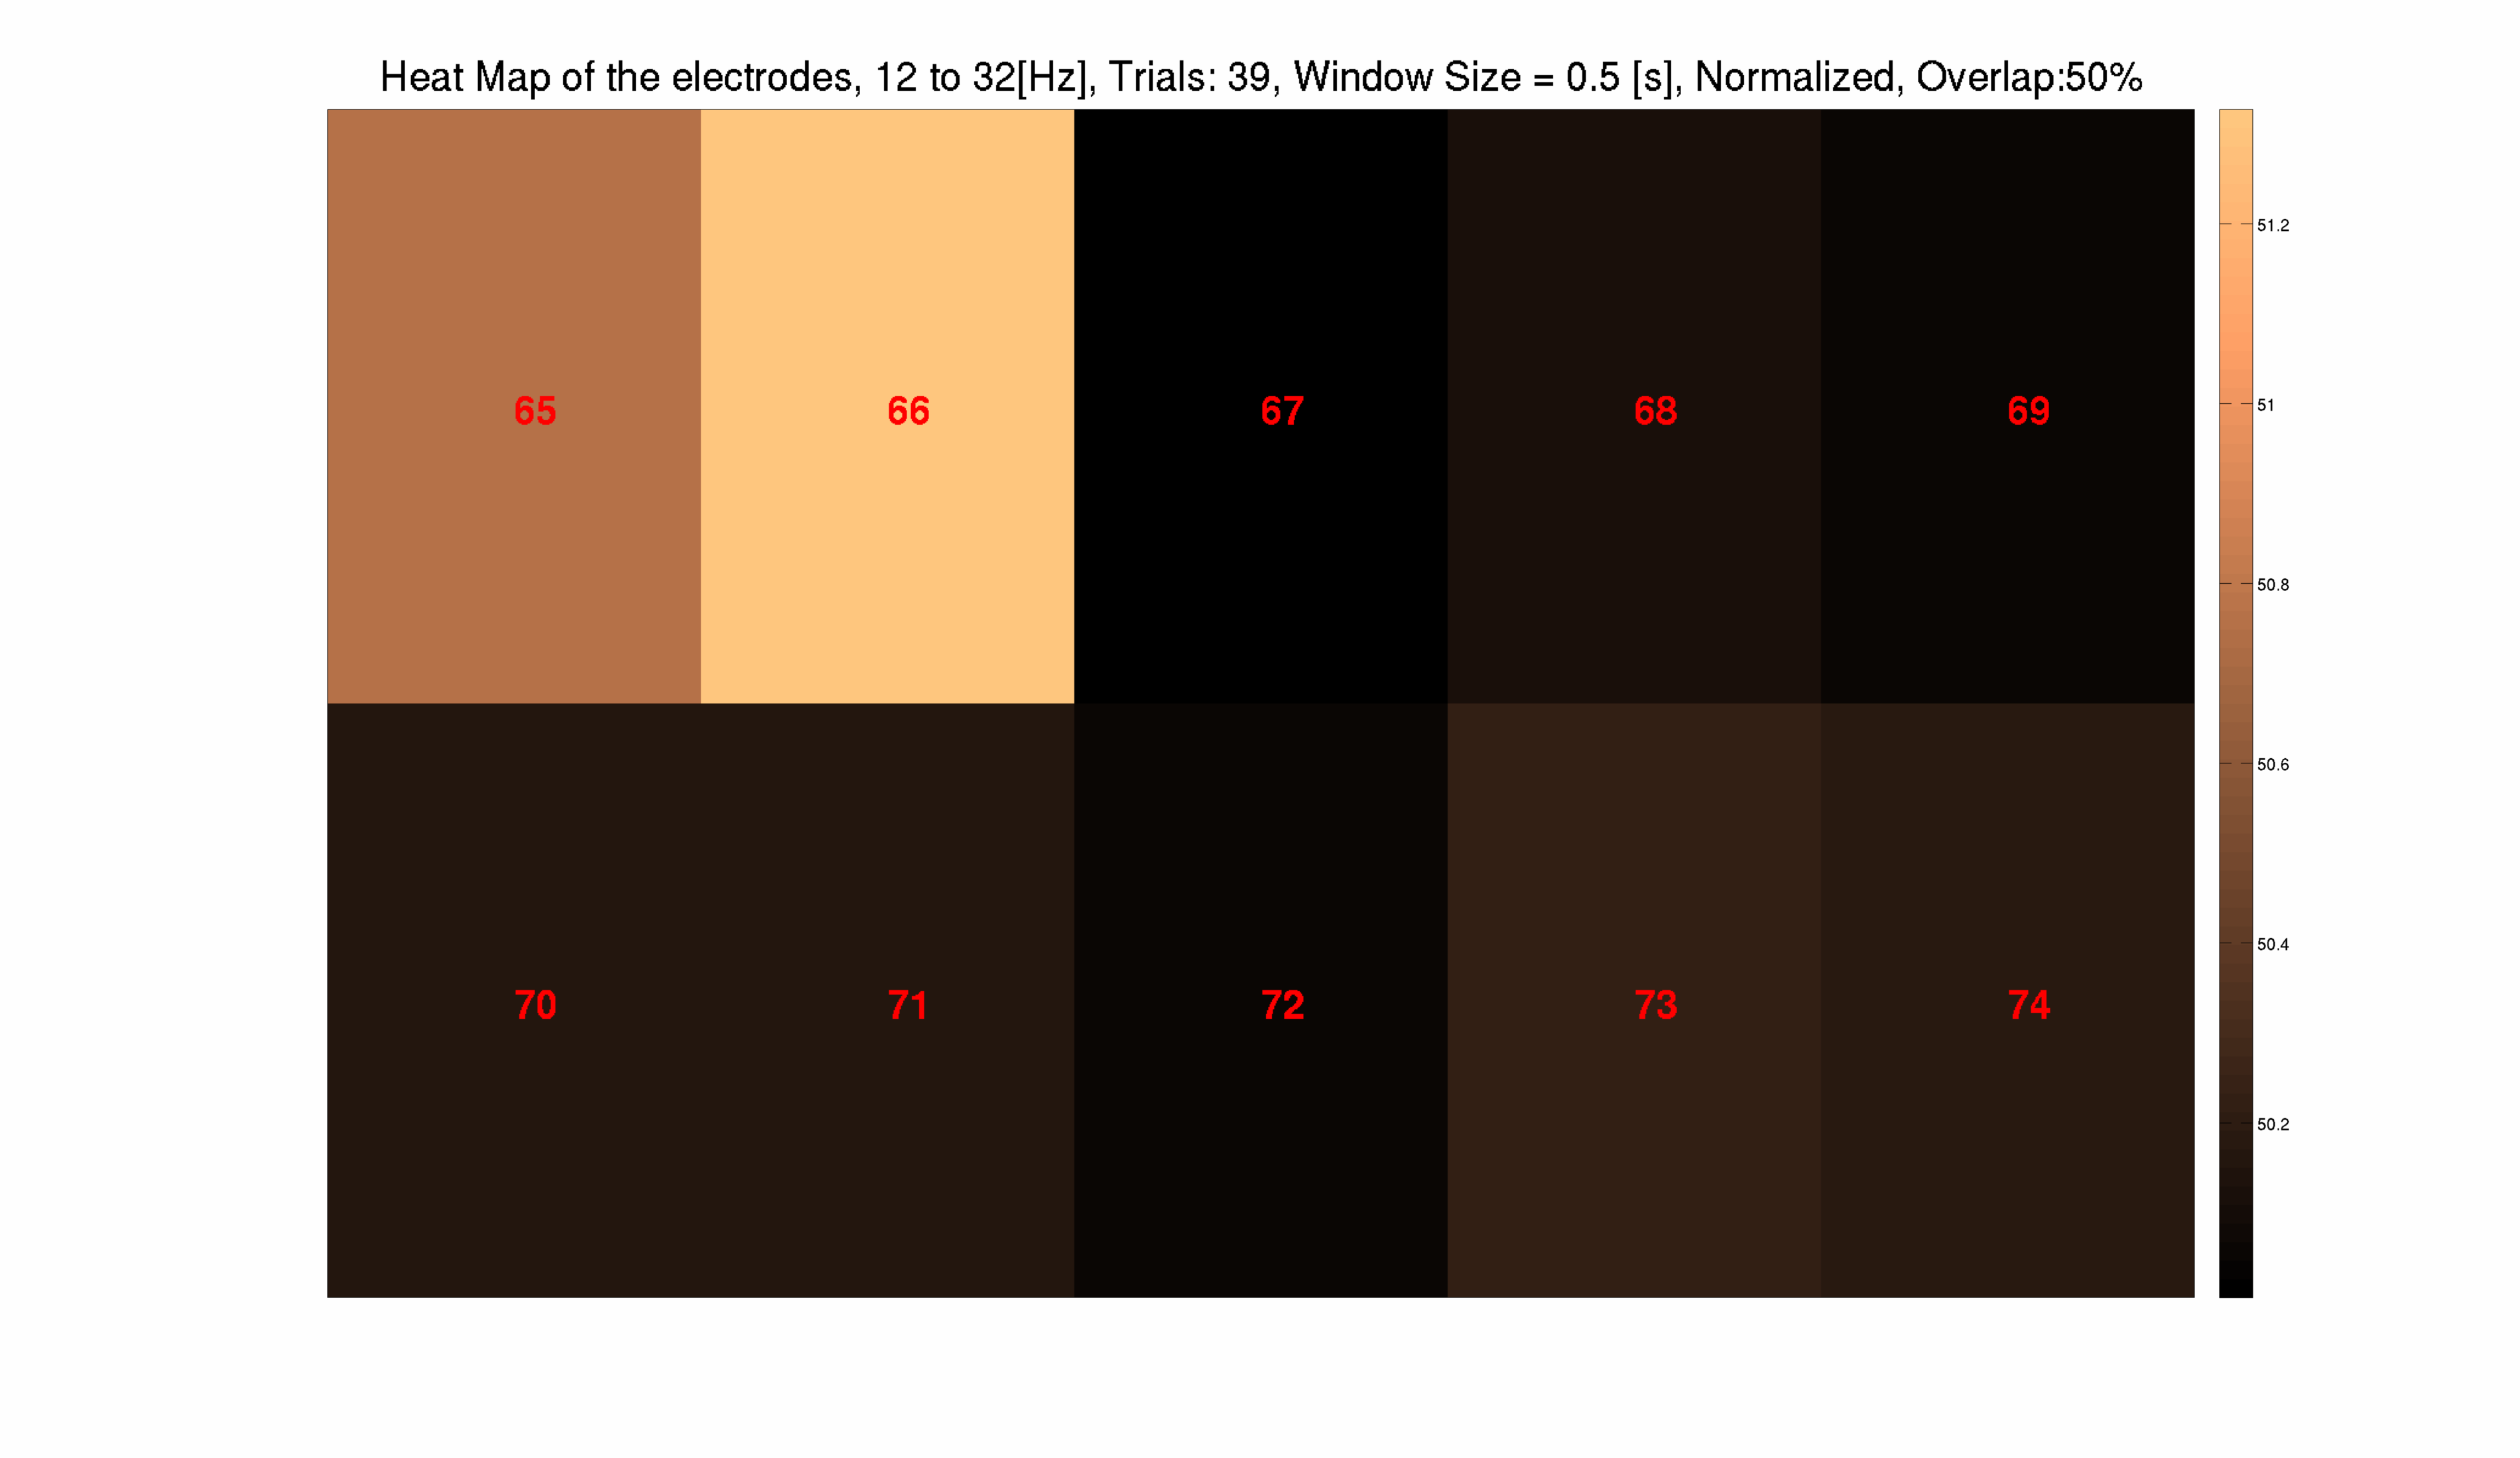 Heat Map of the electrodes, 12 to 32[Hz], Trials: 39, Window Size = 0.5 [s], Normalized, Overlap:50%
65 66 67 68 69
70 71 72 73 74
51.2
51
50.8
50.6
50.4
50.2